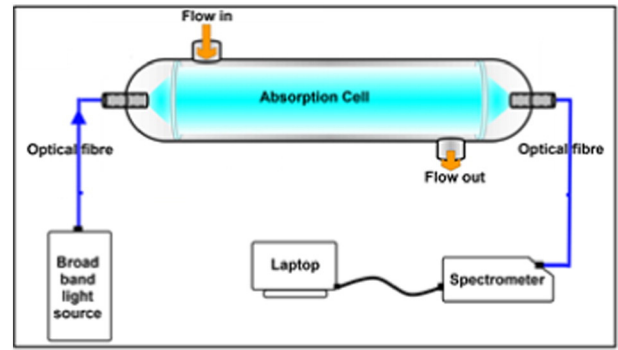 Flow in
Absorption Cell
Optical fibre
Optical fibre
Flow out
Broad
band
light
source
Laptop
Spectrometer